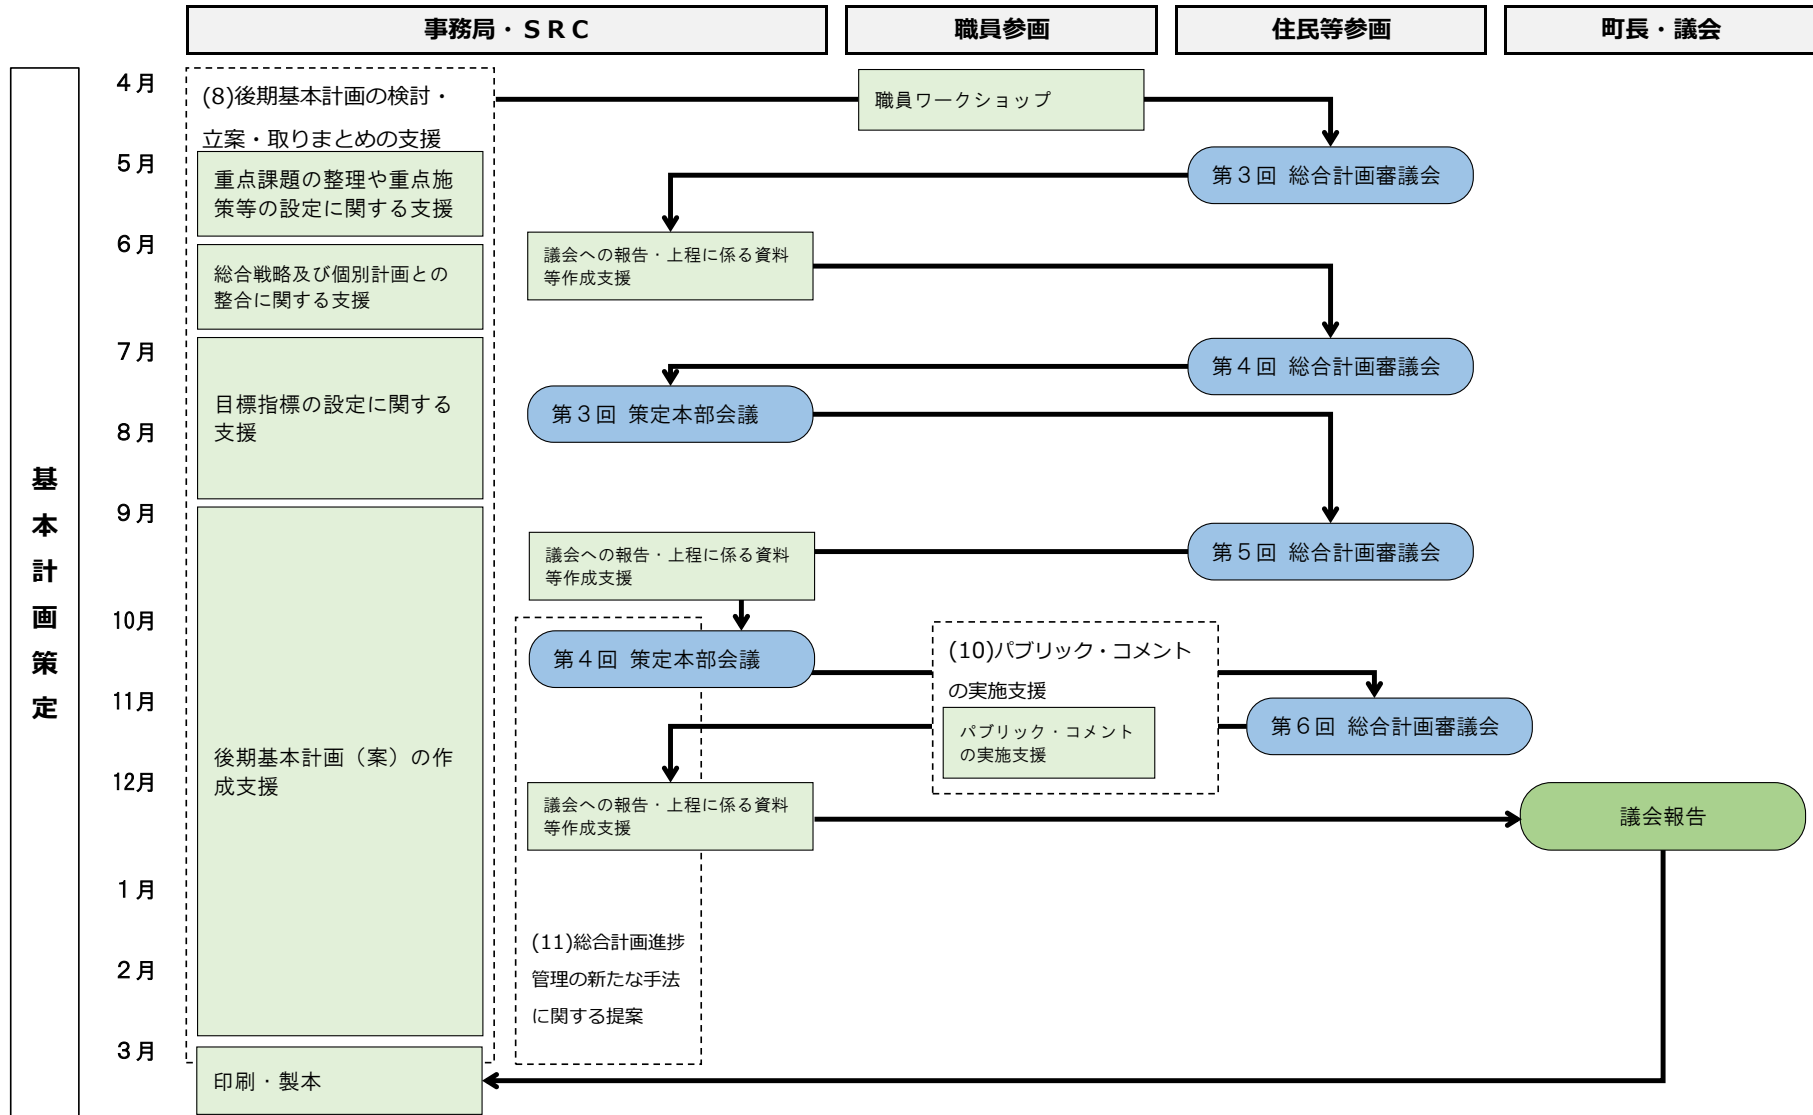 事務局・ＳＲＣ
職員参画
住民等参画
町長・議会
基本計画策定
4月
5月
6月
7月
8月
9月
10月
11月
12月
1月
2月
3月
(8)後期基本計画の検討・
立案・取りまとめの支援
重点課題の整理や重点施
策等の設定に関する支援
総合戦略及び個別計画との
整合に関する支援
目標指標の設定に関する
支援
後期基本計画（案）の作
成支援
印刷・製本
職員ワークショップ
第３回 総合計画審議会
議会への報告・上程に係る資料
等作成支援
第４回 総合計画審議会
第３回 策定本部会議
第５回 総合計画審議会
議会への報告・上程に係る資料
等作成支援
第４回 策定本部会議
(10)パブリック・コメント
の実施支援
パブリック・コメント
の実施支援
第６回 総合計画審議会
議会への報告・上程に係る資料
等作成支援
議会報告
(11)総合計画進捗
管理の新たな手法
に関する提案